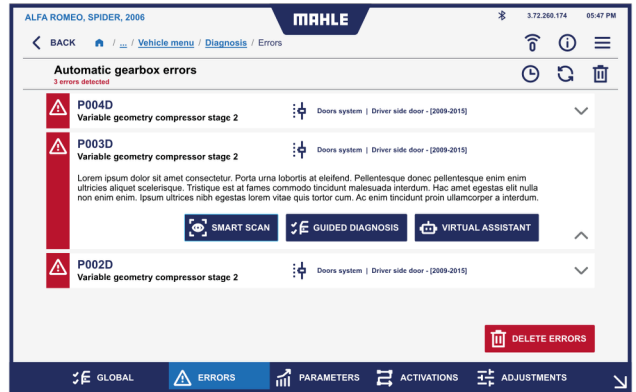 ALFA ROMEO, SPIDER, 2006
MAHLE
3.72.260.174 05:47 PM
BACK / ... / Vehicle menu / Diagnosis / Errors
Automatic gearbox errors
3 errors detected
P004D
Variable geometry compressor stage 2
Doors system | Driver side door - [2009-2015]
P003D
Variable geometry compressor stage 2
Doors system | Driver side door - [2009-2015]
Lorem ipsum dolor sit amet consectetur. Porta urna lobortis at eleifend. Pellentesque donec pellentesque enim enim
ultricies aliquet scelerisque. Tristique est at fames commodo tincidunt malesuada interdum. Hac amet egestas elit nulla
non enim enim. Ipsum ultrices nibh egestas lorem vitae quis tortor cum. Ac enim tincidunt proin ullamcorper a interdum.
SMART SCAN GUIDED DIAGNOSIS VIRTUAL ASSISTANT
P002D
Variable geometry compressor stage 2
Doors system | Driver side door - [2009-2015]
DELETE ERRORS
GLOBAL ERRORS PARAMETERS ACTIVATIONS ADJUSTMENTS